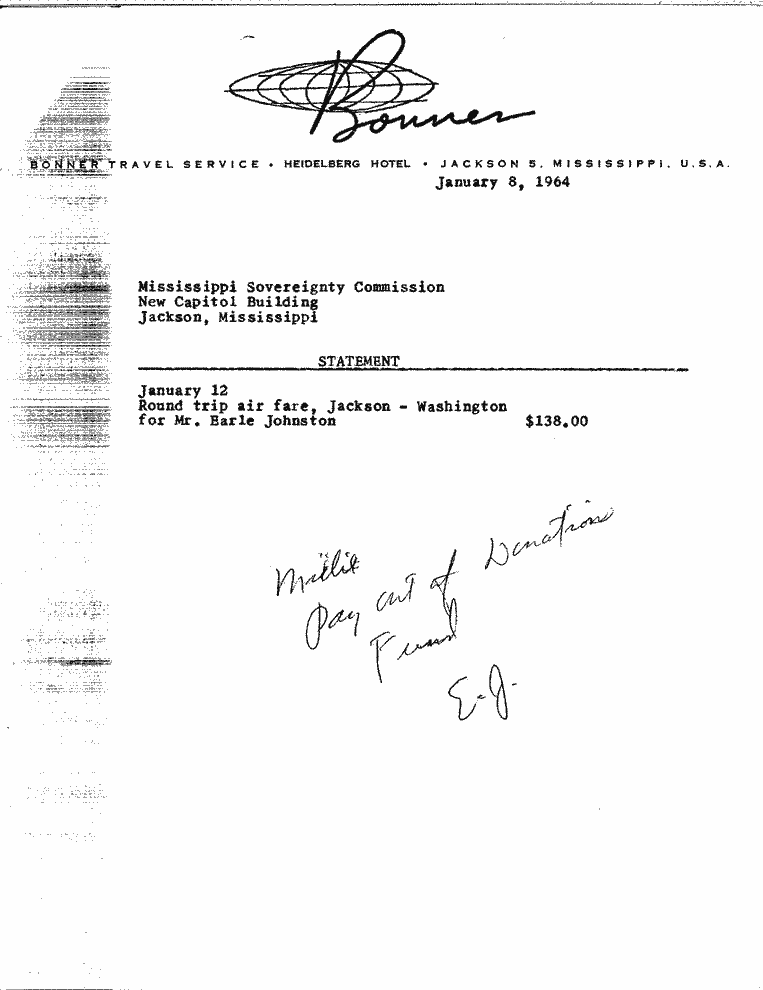 Bonner
BONNER TRAVEL SERVICE • HEIDELBERG HOTEL • JACKSON 5, MISSISSIPPI, U.S.A.
January 8, 1964
Mississippi Sovereignty Commission
New Capitol Building
Jackson, Mississippi
STATEMENT
January 12
Round trip air fare, Jackson - Washington
for Mr. Earle Johnston $138.00
Millie
Pay out of Donations
Fund
E.J.